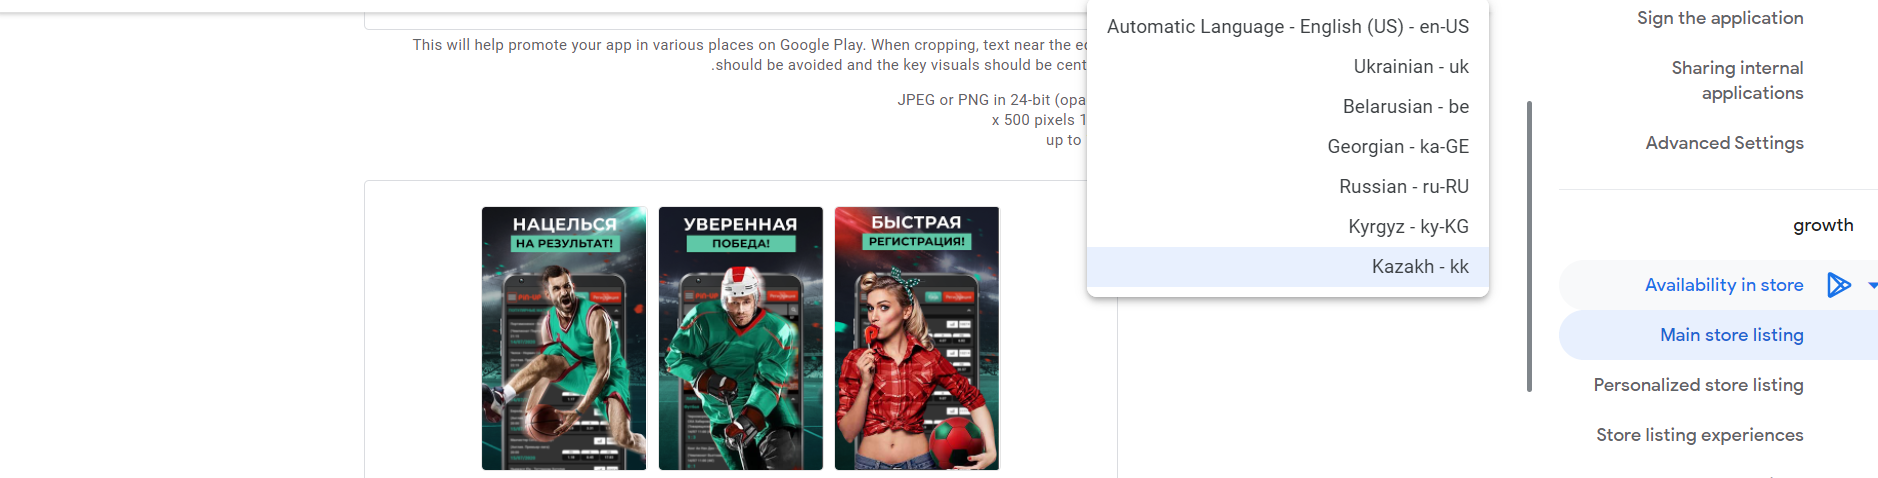 This will help promote your app in various places on Google Play. When cropping, text near the
.should be avoided and the key visuals should be
JPEG or PNG in 24-bit
x 500 pixels
up to
НАЦЕЛЬСЯ
НА РЕЗУЛЬТАТ!
УВЕРЕННАЯ
ПОБЕДА!
БЫСТРАЯ
РЕГИСТРАЦИЯ!
Automatic Language - English (US) - en-US
Ukrainian - uk
Belarusian - be
Georgian - ka-GE
Russian - ru-RU
Kyrgyz - ky-KG
Kazakh - kk
Sign the application
Sharing internal
applications
Advanced Settings
growth
Availability in store
Main store listing
Personalized store listing
Store listing experiences